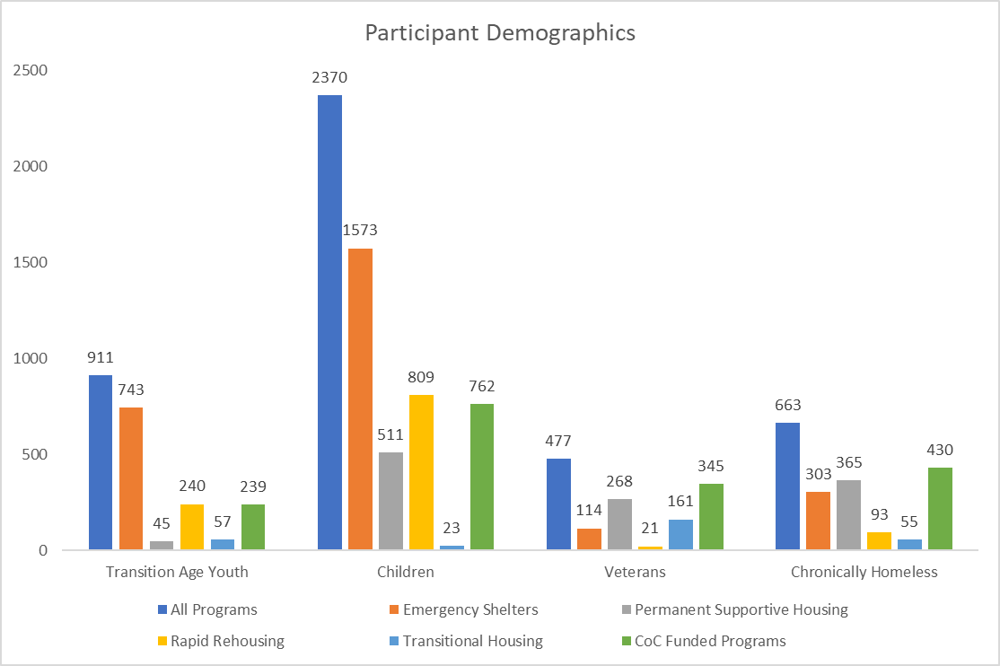 Participant Demographics
2500
2000
1500
1000
500
0
911
743
45
240
57
239
2370
1573
511
809
23
762
477
114
268
21
161
345
663
303
365
93
55
430
Transition Age Youth
Children
Veterans
Chronically Homeless
All Programs
Emergency Shelters
Permanent Supportive Housing
Rapid Rehousing
Transitional Housing
CoC Funded Programs